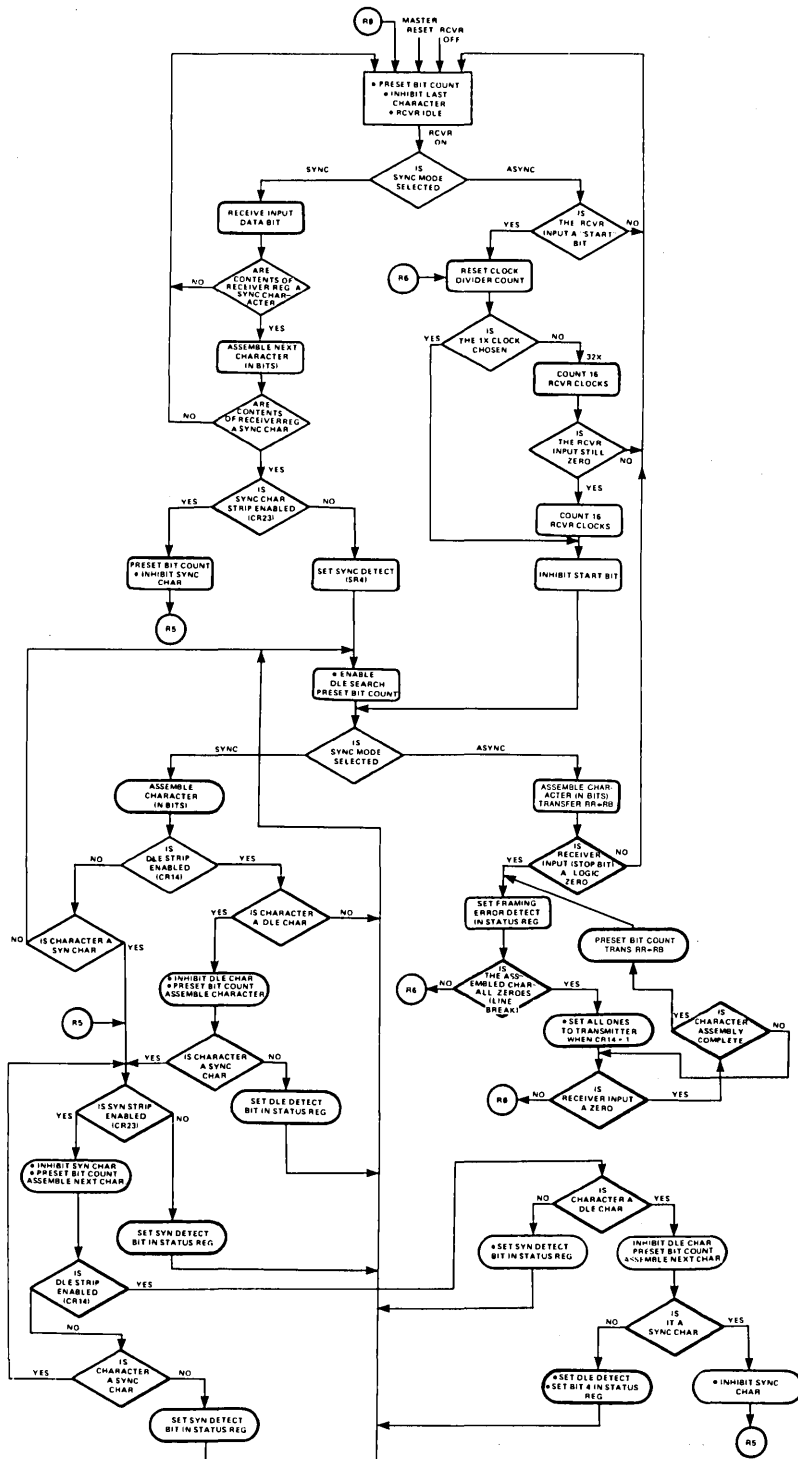 R8
MASTER
RESET
RCVR
OFF
• PRESET BIT COUNT
• INHIBIT LAST
CHARACTER
• RCVR IDLE
RCVR
ON
IS
SYNC MODE
SELECTED
SYNC
ASYNC
RECEIVE INPUT
DATA BIT
IS
THE RCVR
INPUT A "START"
BIT
YES
NO
ARE
CONTENTS OF
RECEIVER REG A
SYNC CHAR-
ACTER
NO
YES
R6
RESET CLOCK
DIVIDER COUNT
IS
THE 1X CLOCK
CHOSEN
YES
NO
32X
ASSEMBLE NEXT
CHARACTER
(N BITS)
COUNT 16
RCVR CLOCKS
ARE
CONTENTS
OF RECEIVER REG
A SYNC CHAR
NO
YES
IS
THE RCVR
INPUT STILL
ZERO
NO
YES
IS
SYNC CHAR
STRIP ENABLED
(CR23)
YES
NO
COUNT 16
RCVR CLOCKS
PRESET BIT COUNT
• INHIBIT SYNC
CHAR
SET SYNC DETECT
(SR4)
INHIBIT START BIT
R5
• ENABLE
DLE SEARCH
PRESET BIT COUNT
IS
SYNC MODE
SELECTED
SYNC
ASYNC
ASSEMBLE
CHARACTER
(N BITS)
ASSEMBLE CHAR-
ACTER (N BITS)
TRANSFER RR=RB
IS
DLE STRIP
ENABLED
(CR14)
NO
YES
IS
RECEIVER
INPUT (STOP BIT)
A LOGIC
ZERO
YES
NO
IS CHARACTER A
SYN CHAR
NO
YES
IS CHARACTER
A DLE CHAR
YES
NO
SET FRAMING
ERROR DETECT
IN STATUS REG
PRESET BIT COUNT
TRANS RR=RB
• INHIBIT DLE CHAR
• PRESET BIT COUNT
ASSEMBLE CHARACTER
R6
NO
IS
THE ASS-
EMBLED CHAR-
ALL ZEROES
(LINE
BREAK)
YES
YES
IS
CHARACTER
ASSEMBLY
COMPLETE
NO
R5
• SET ALL ONES
TO TRANSMITTER
WHEN CR14 = 1
YES
IS CHARACTER
A SYNC
CHAR
NO
SET DLE DETECT
BIT IN STATUS REG
R8
NO
IS
RECEIVER INPUT
A ZERO
YES
IS SYN STRIP
ENABLED
(CR23)
YES
NO
• INHIBIT SYN CHAR
• PRESET BIT COUNT
ASSEMBLE NEXT CHAR
IS
CHARACTER A
DLE
CHAR
NO
YES
SET SYN DETECT
BIT IN STATUS REG
• SET SYN DETECT
BIT IN STATUS REG
INHIBIT DLE CHAR
PRESET BIT COUNT
ASSEMBLE NEXT CHAR
IS
DLE STRIP
ENABLED
(CR14)
YES
NO
IS
IT A
SYNC CHAR
NO
YES
YES
IS
CHARACTER
A SYNC
CHAR
NO
• SET DLE DETECT
• SET BIT 4 IN STATUS
REG
• INHIBIT SYNC
CHAR
SET SYN DETECT
BIT IN STATUS REG
R5